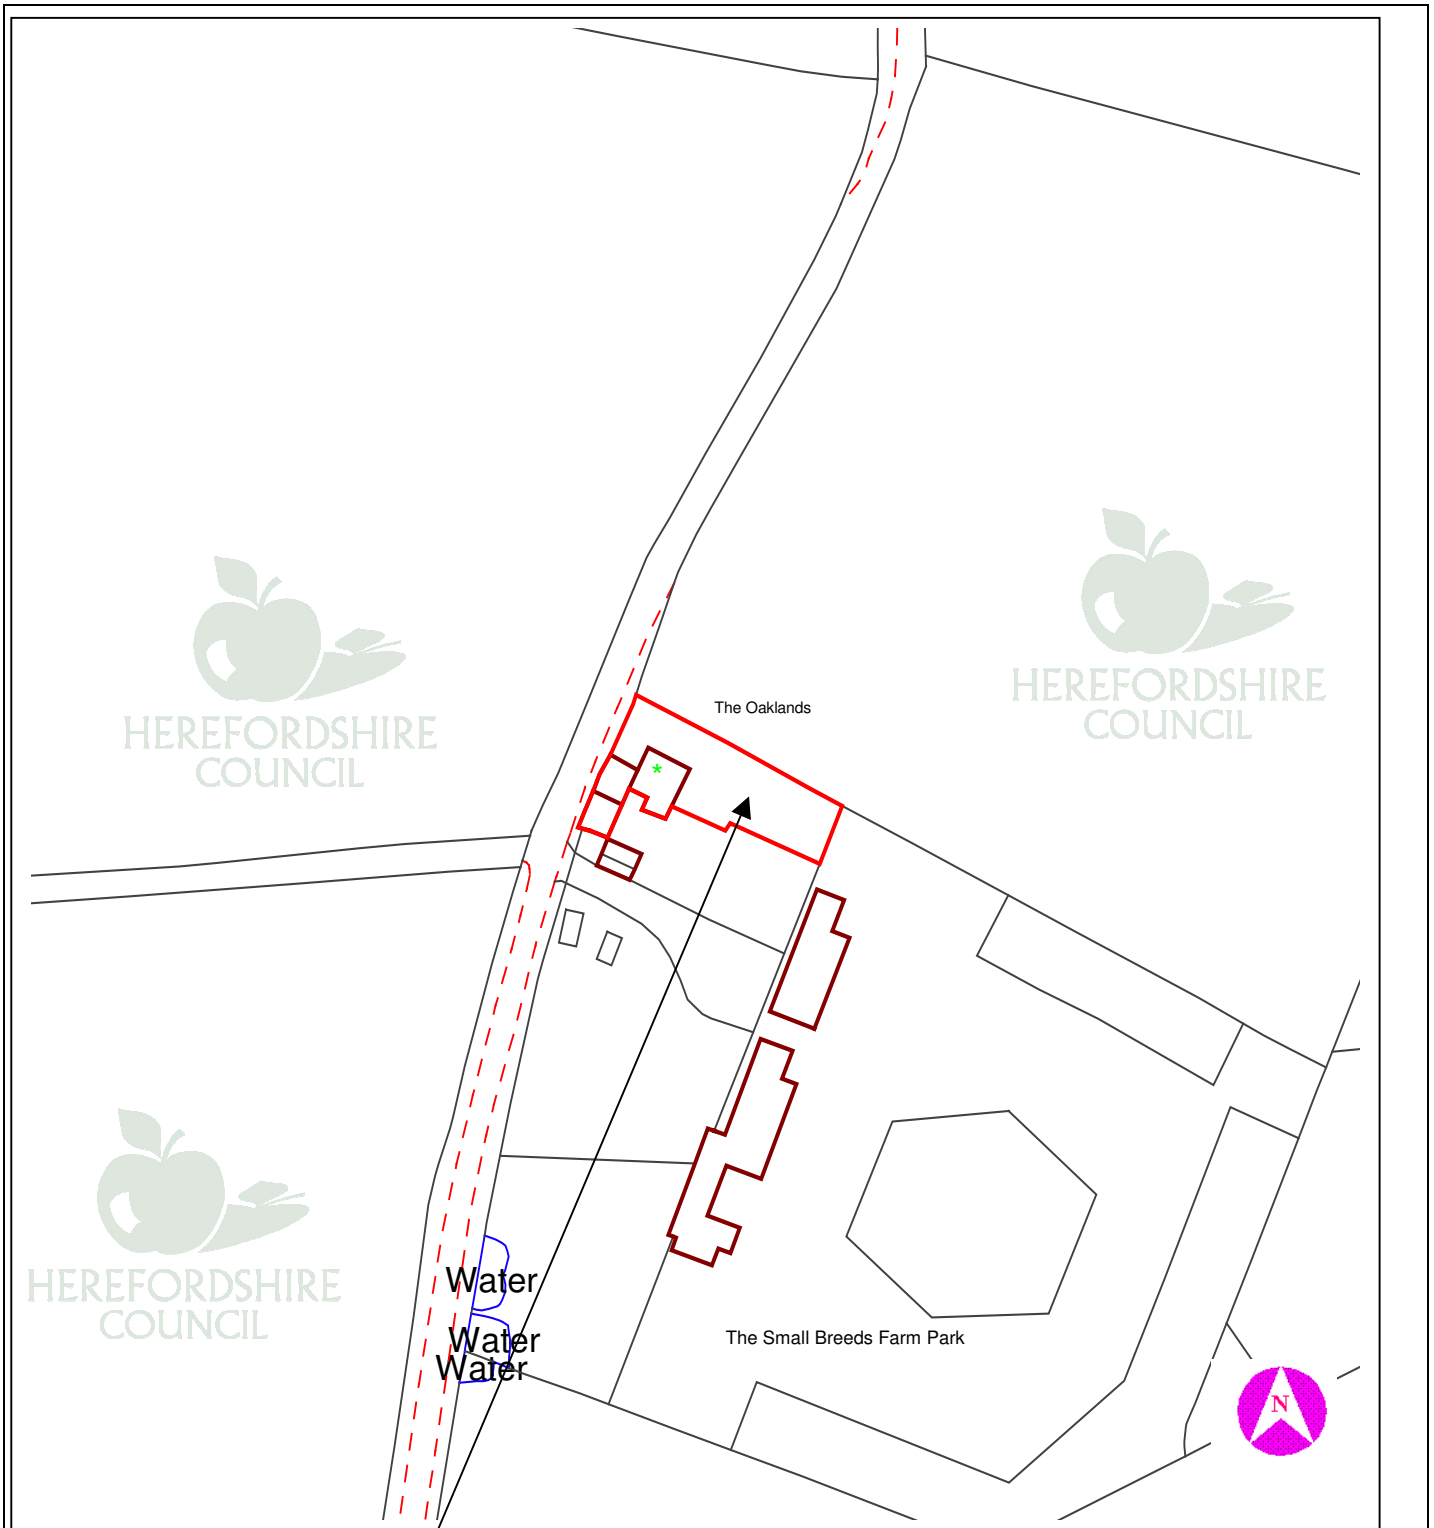 The Oaklands
HEREFORDSHIRE
COUNCIL
HEREFORDSHIRE
COUNCIL
*
HEREFORDSHIRE
COUNCIL
Water
Water
Water
The Small Breeds Farm Park
N